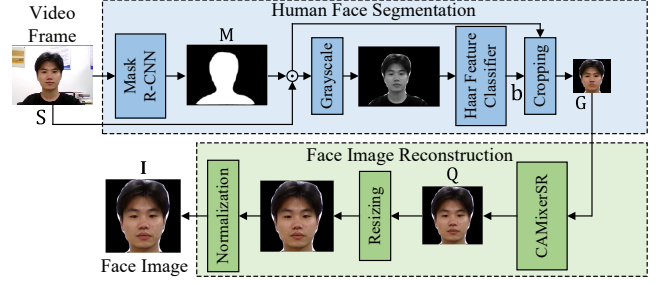 Video
Frame
Human Face Segmentation
S
Mask
R-CNN
M
Grayscale
Haar Feature
Classifier
b
Cropping
G
Face Image Reconstruction
I
Face Image
Normalization
Resizing
Q
CAMixerSR